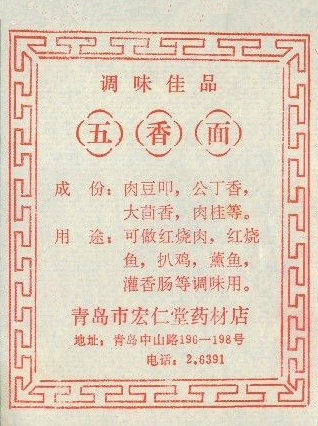 调味佳品
五香面
成份：肉豆叩，公丁香，
大茴香，肉桂等。
用途：可做红烧肉，红烧
鱼，扒鸡，薰鱼，
灌香肠等调味用。
青岛市宏仁堂药材店
地址：青岛中山路196—198号
电话：2,6391